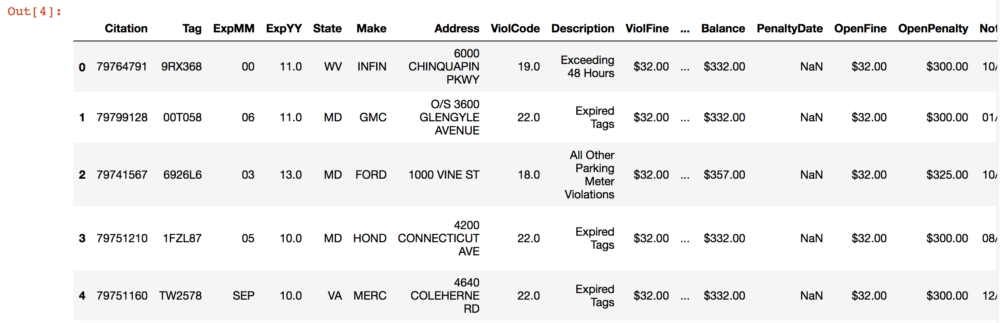 Out[4]:
Citation Tag ExpMM ExpYY State Make Address ViolCode Description ViolFine ... Balance PenaltyDate OpenFine OpenPenalty Not
0 79764791 9RX368 00 11.0 WV INFIN 6000 CHINQUAPIN PKWY 19.0 Exceeding 48 Hours $32.00 ... $332.00 NaN $32.00 $300.00 10/
1 79799128 00T058 06 11.0 MD GMC O/S 3600 GLENGYLE AVENUE 22.0 Expired Tags $32.00 ... $332.00 NaN $32.00 $300.00 01/
2 79741567 6926L6 03 13.0 MD FORD 1000 VINE ST 18.0 All Other Parking Meter Violations $32.00 ... $357.00 NaN $32.00 $325.00 10/
3 79751210 1FZL87 05 10.0 MD HOND 4200 CONNECTICUT AVE 22.0 Expired Tags $32.00 ... $332.00 NaN $32.00 $300.00 08/
4 79751160 TW2578 SEP 10.0 VA MERC 4640 COLEHERNE RD 22.0 Expired Tags $32.00 ... $332.00 NaN $32.00 $300.00 12/